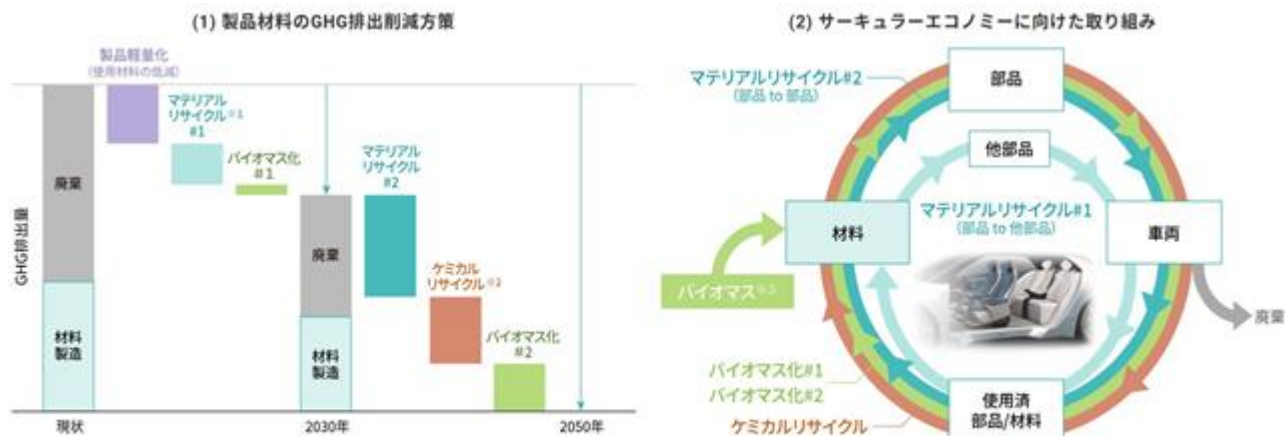 (1) 製品材料のGHG排出削減方策
GHG排出量
製品軽量化
(使用材料の低減)
マテリアル
リサイクル※1
#1
バイオマス化
#1
マテリアル
リサイクル
#2
ケミカル
リサイクル※2
バイオマス化
#2
廃棄
材料
製造
廃棄
材料
製造
現状
2030年
2050年
(2) サーキュラーエコノミーに向けた取り組み
マテリアルリサイクル#2
(部品 to 部品)
部品
他部品
材料
マテリアルリサイクル#1
(部品 to 他部品)
車両
バイオマス※3
廃棄
バイオマス化#1
バイオマス化#2
ケミカルリサイクル
使用済
部品/材料